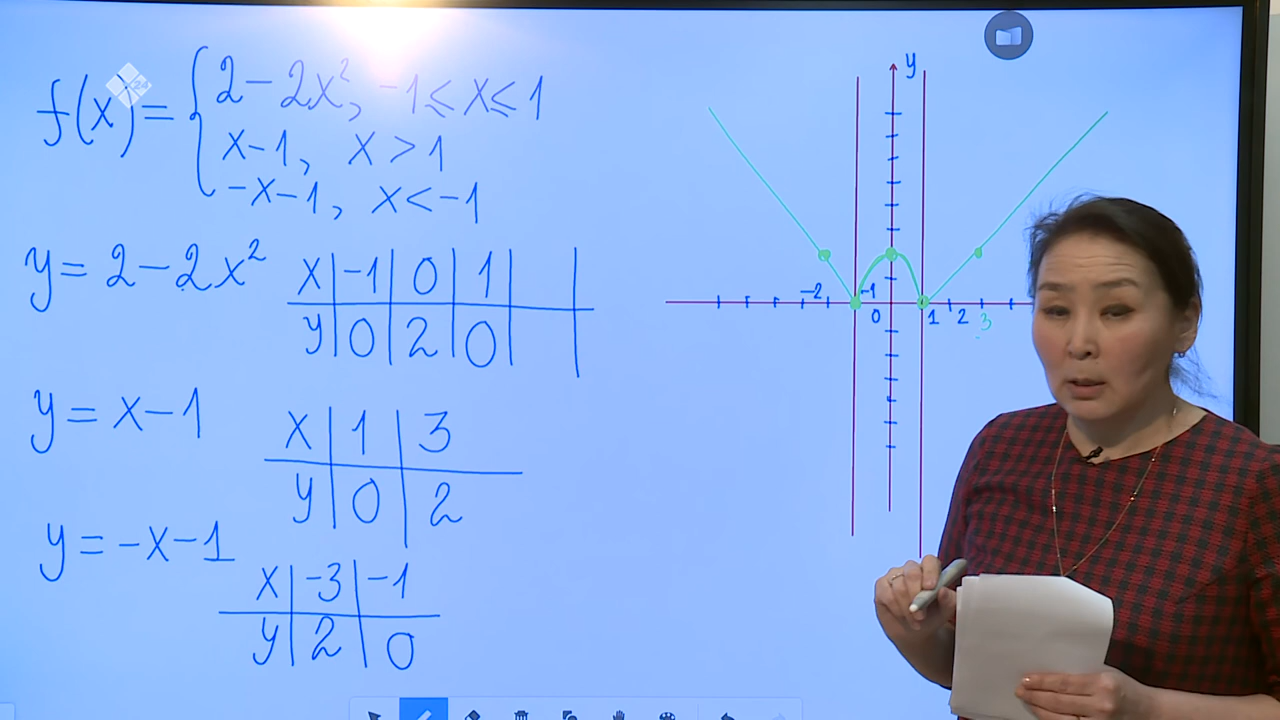 f(x) = { 2 - 2x², -1 ⩽ x ⩽ 1
x-1, x > 1
-x-1, x < -1
y = 2 - 2x²
x | -1 | 0 | 1
y | 0 | 2 | 0
y = x - 1
x | 1 | 3
y | 0 | 2
y = -x - 1
x | -3 | -1
y | 2 | 0
y
-2 -1 0 1 2 3
24